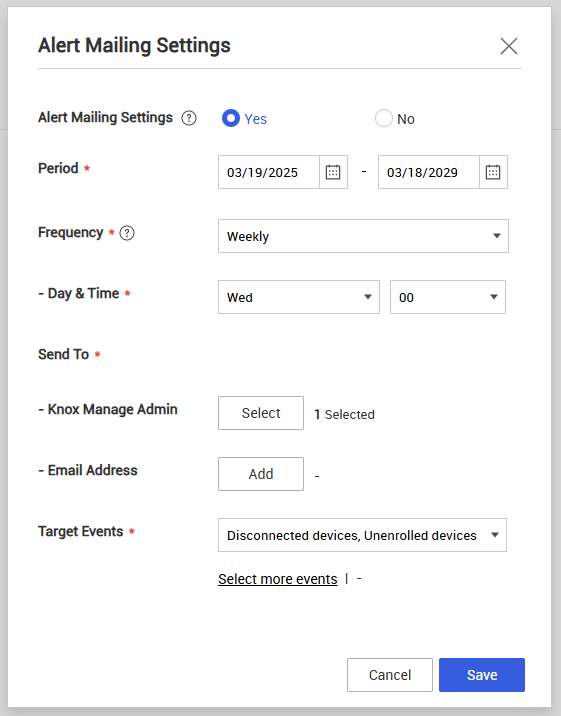 Alert Mailing Settings
Alert Mailing Settings ? Yes No
Period * 03/19/2025 - 03/18/2029
Frequency * ? Weekly
- Day & Time * Wed 00
Send To *
- Knox Manage Admin Select 1 Selected
- Email Address Add -
Target Events * Disconnected devices, Unenrolled devices
Select more events | -
Cancel Save